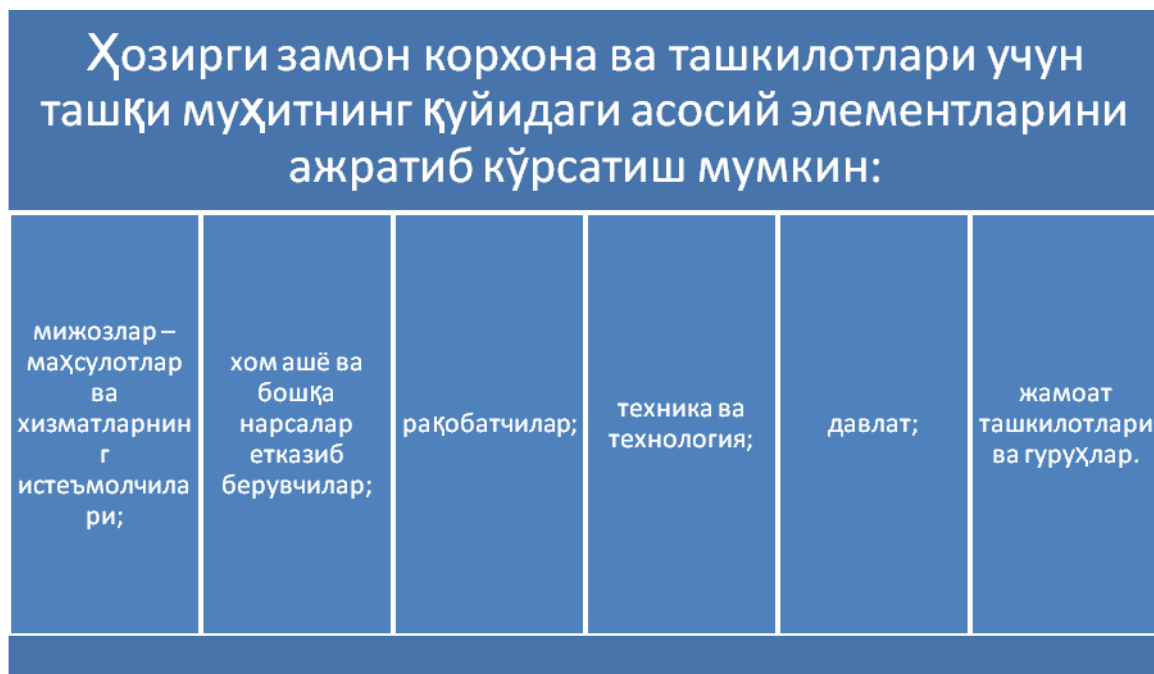 Ҳозирги замон корхона ва ташкилотлари учун
ташқи муҳитнинг қуйидаги асосий элементларини
ажратиб кўрсатиш мумкин:
мижозлар –
маҳсулотлар
ва
хизматларнин
г
истеъмолчила
ри;
хом ашё ва
бошқа
нарсалар
етказиб
берувчилар;
рақобатчилар;
техника ва
технология;
давлат;
жамоат
ташкилотлари
ва гуруҳлар.